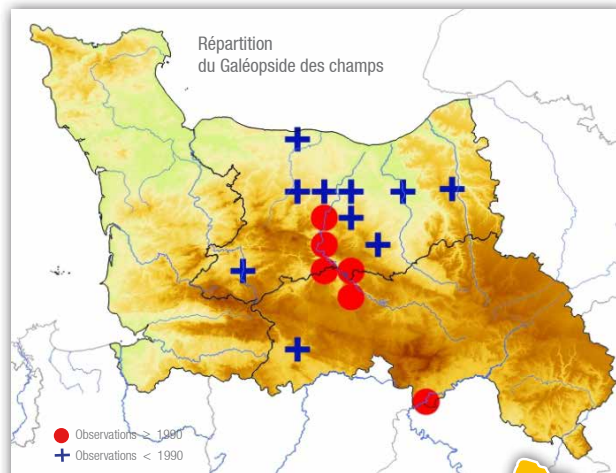 Répartition
du Galéopside des champs
Observations ≥ 1990
Observations < 1990